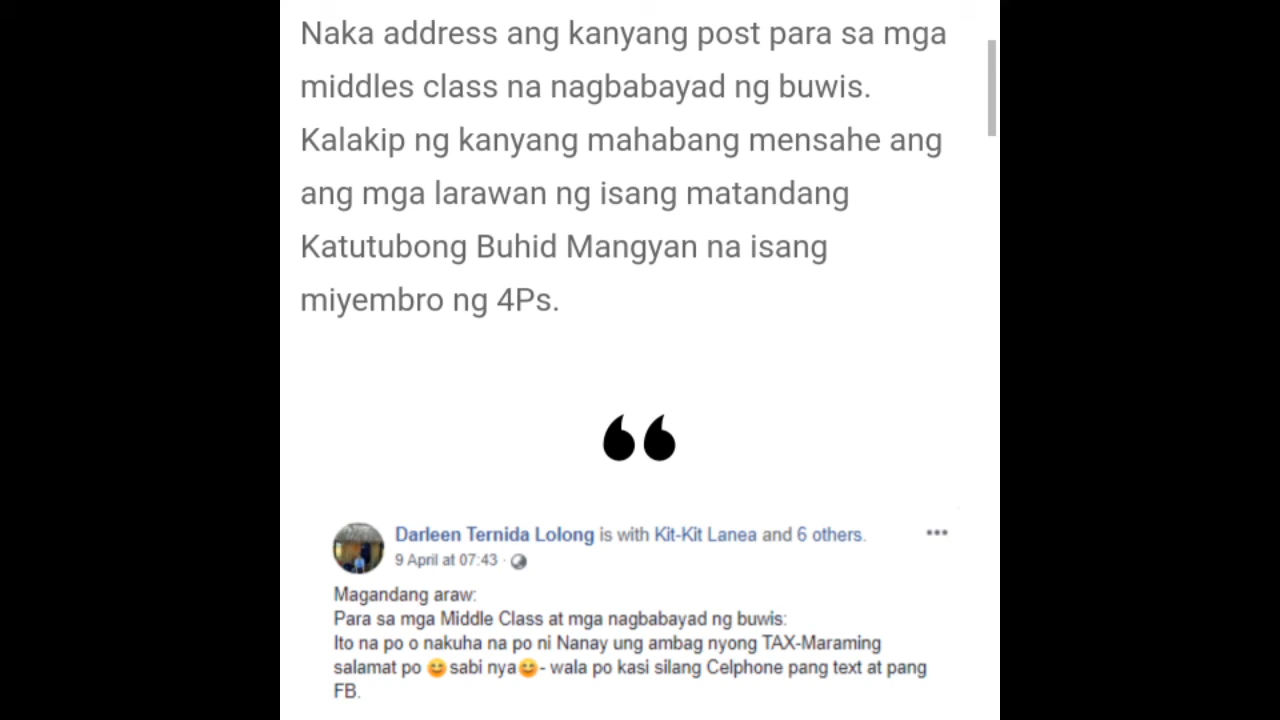 Naka address ang kanyang post para sa mga
middles class na nagbabayad ng buwis.
Kalakip ng kanyang mahabang mensahe ang
ang mga larawan ng isang matandang
Katutubong Buhid Mangyan na isang
miyembro ng 4Ps.
❝
Darleen Ternida Lolong is with Kit-Kit Lanea and 6 others.
9 April at 07:43 ·
Magandang araw:
Para sa mga Middle Class at mga nagbabayad ng buwis:
Ito na po o nakuha na po ni Nanay ung ambag nyong TAX-Maraming
salamat po 😊sabi nya😊- wala po kasi silang Celphone pang text at pang
FB.